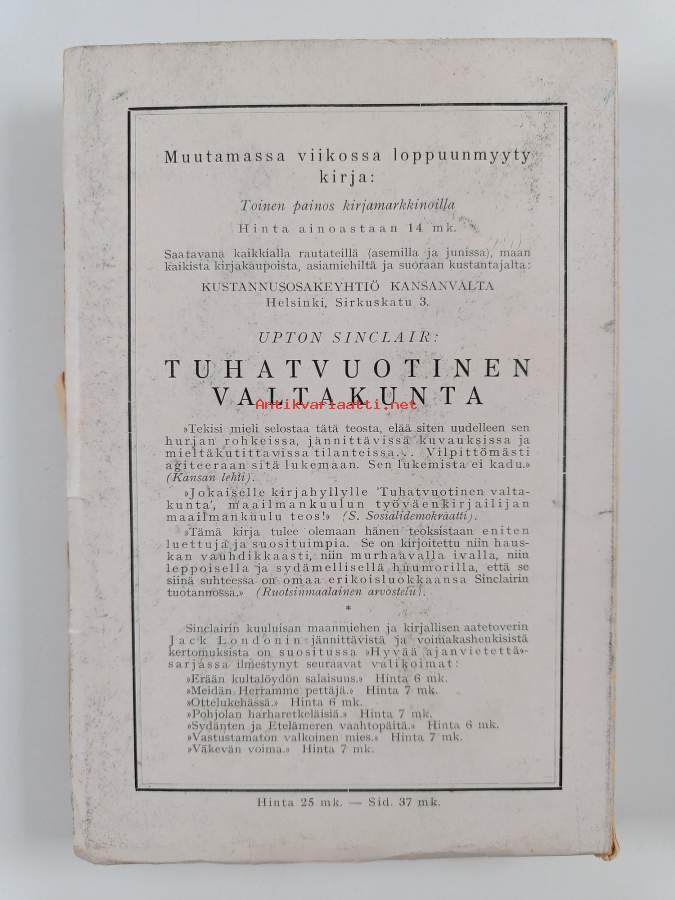 Muutamassa viikossa loppuunmyyty
kirja:
Toinen painos kirjamarkkinoilla
Hinta ainoastaan 14 mk.
Saatavana kaikkialla rautateillä (asemilla ja junissa), maan
kaikista kirjakaupoista, asiamiehiltä ja suoraan kustantajalta:
KUSTANNUSOSAKEYHTIÖ KANSANVALTA
Helsinki, Sirkuskatu 3.
UPTON SINCLAIR:
TUHATVUOTINEN
VALTAKUNTA
Antikvariaatti.net
»Tekisi mieli selostaa tätä teosta, elää siten uudelleen sen
hurjan rohkeissa, jännittävissä kuvauksissa ja
mieltäkutittavissa tilanteissa... Vilpittömästi
agiteeraan sitä lukemaan. Sen lukemista ei kadu.»
(Kansan lehti).
»Jokaiselle kirjahyllylle 'Tuhatvuotinen valta-
kunta', maailmankuulun työväenkirjailijan
maailmankuulu teos!» (S. Sosialidemokraatti).
»Tämä kirja tulee olemaan hänen teoksistaan eniten
luettuja ja suosituimpia. Se on kirjoitettu niin haus-
kan vauhdikkaasti, niin murhaavalla ivalla, niin
leppoisella ja sydämellisellä huumorilla, että se
siinä suhteessa on omaa erikoisluokkaansa Sinclairin
tuotannossa.» (Ruotsinmaalainen arvostelu).
*
Sinclairin kuuluisan maanmiehen ja kirjallisen aatetoverin
Jack Londonin jännittävistä ja voimakashenkisistä
kertomuksista on suositussa »Hyvää ajanvietettä»-
sarjassa ilmestynyt seuraavat valikoimat:
»Erään kultalöydön salaisuus.» Hinta 6 mk.
»Meidän Herramme pettäjä.» Hinta 7 mk.
»Ottelukehässä.» Hinta 6 mk.
»Pohjolan harharetkeläisiä.» Hinta 7 mk.
»Sydänten ja Etelämeren vaahtopäitä.» Hinta 6 mk.
»Vastustamaton valkoinen mies.» Hinta 7 mk.
»Väkevän voima.» Hinta 7 mk.
Hinta 25 mk. — Sid. 37 mk.